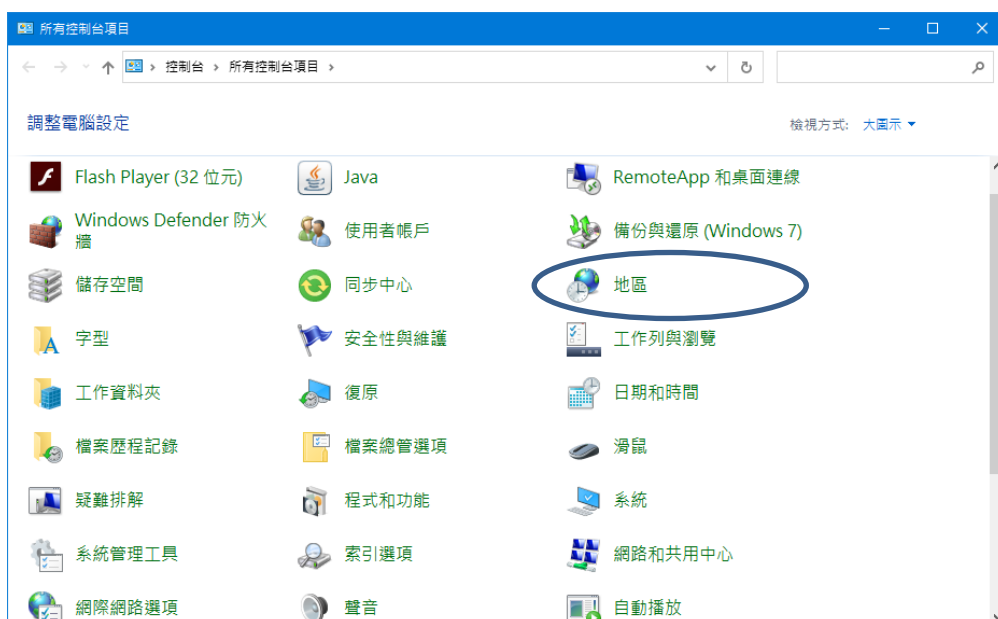 所有控制台項目
控制台 › 所有控制台項目 ›
調整電腦設定
檢視方式: 大圖示
Flash Player (32 位元)
Java
RemoteApp 和桌面連線
Windows Defender 防火
牆
使用者帳戶
備份與還原 (Windows 7)
儲存空間
同步中心
地區
字型
安全性與維護
工作列與瀏覽
工作資料夾
復原
日期和時間
檔案歷程記錄
檔案總管選項
滑鼠
疑難排解
程式和功能
系統
系統管理工具
索引選項
網路和共用中心
網際網路選項
聲音
自動播放